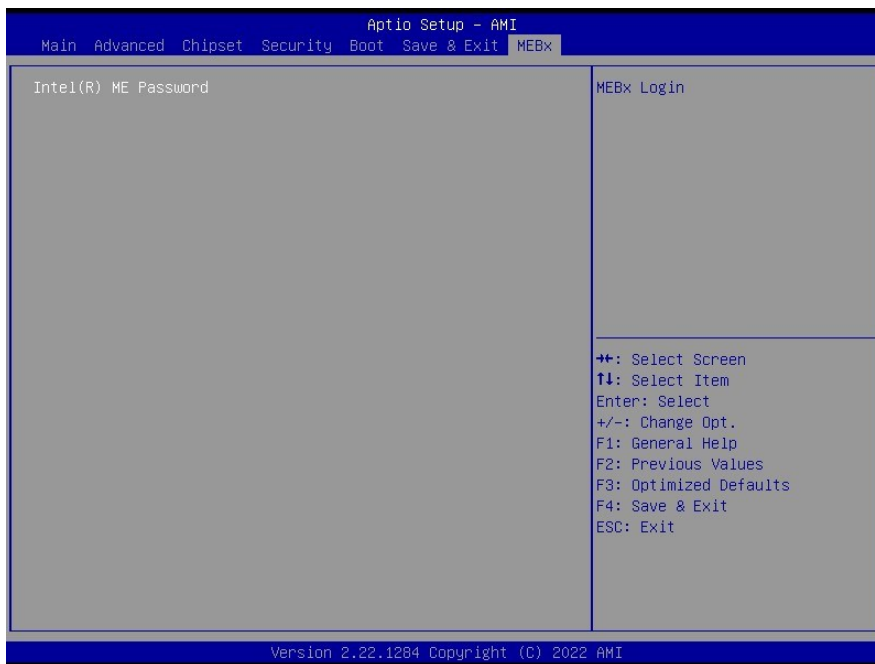 Aptio Setup - AMI
Main Advanced Chipset Security Boot Save & Exit MEBx
Intel(R) ME Password
MEBx Login
→←: Select Screen
↑↓: Select Item
Enter: Select
+/-: Change Opt.
F1: General Help
F2: Previous Values
F3: Optimized Defaults
F4: Save & Exit
ESC: Exit
Version 2.22.1284 Copyright (C) 2022 AMI